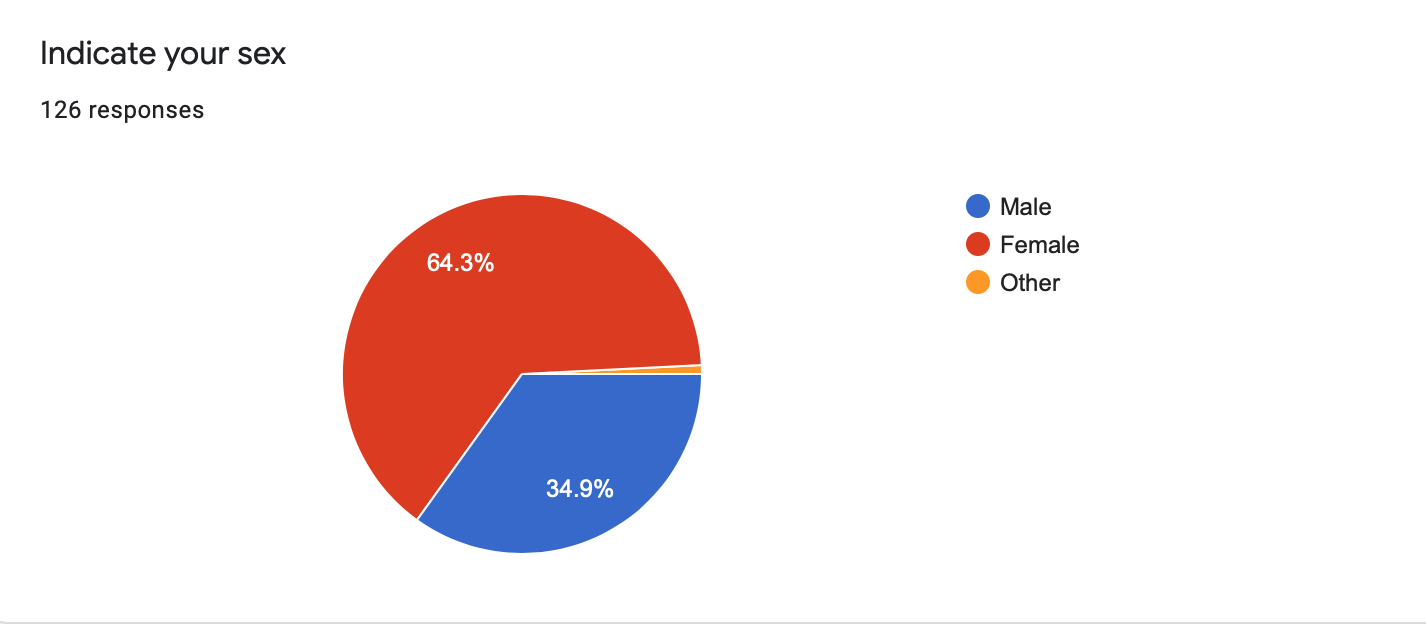 Indicate your sex
126 responses
64.3%
34.9%
Male
Female
Other